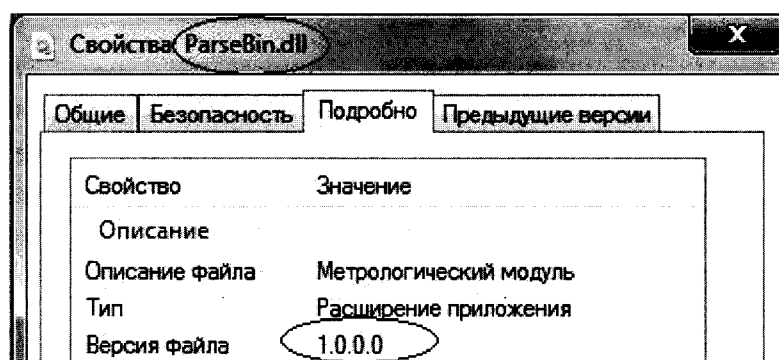 Свойства ParseBin.dll
X
Общие Безопасность Подробно Предыдущие версии
Свойство Значение
Описание
Описание файла Метрологический модуль
Тип Расширение приложения
Версия файла 1.0.0.0